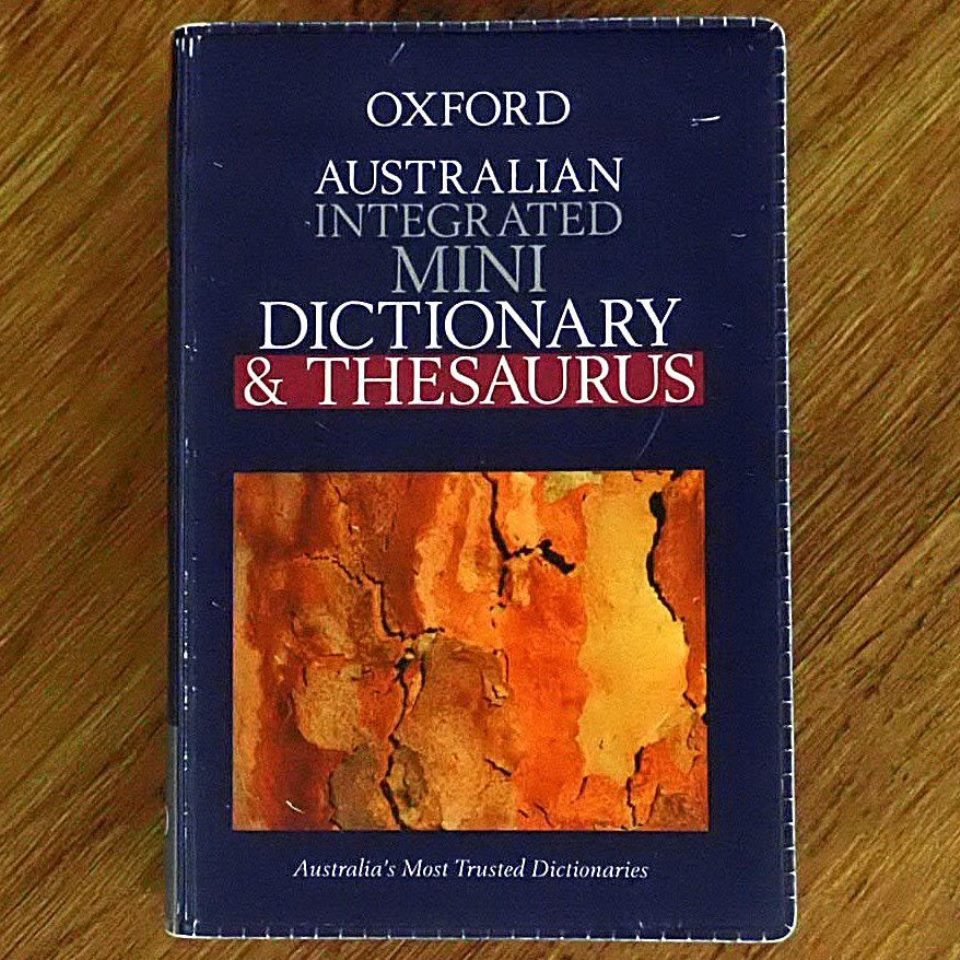 OXFORD
AUSTRALIAN
INTEGRATED
MINI
DICTIONARY
& THESAURUS
Australia's Most Trusted Dictionaries